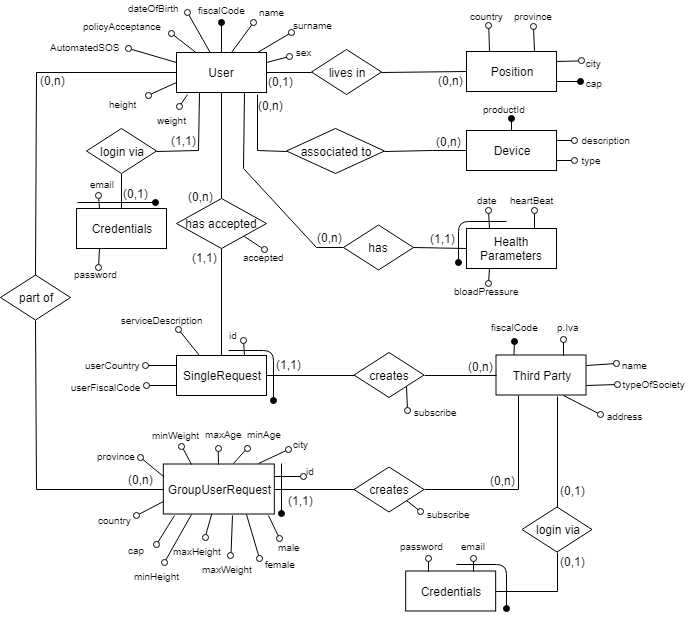 dateOfBirth
fiscalCode
name
policyAcceptance
surname
AutomatedSOS
sex
height
weight
User
(0,n)
(0,1)
(0,n)
(1,1)
lives in
(0,n)
country
province
Position
city
cap
login via
email
(0,1)
Credentials
password
associated to
(0,n)
productId
Device
description
type
(0,n)
has accepted
(1,1)
accepted
(0,n)
has
(1,1)
date
heartBeat
Health
Parameters
bloadPressure
part of
serviceDescription
id
userCountry
userFiscalCode
SingleRequest
(1,1)
creates
subscribe
(0,n)
fiscalCode
p.Iva
Third Party
name
typeOfSociety
address
minWeight
maxAge
minAge
city
province
id
(0,n)
GroupUserRequest
(1,1)
country
cap
minHeight
maxHeight
maxWeight
female
male
creates
subscribe
(0,n)
(0,1)
login via
(0,1)
password
email
Credentials